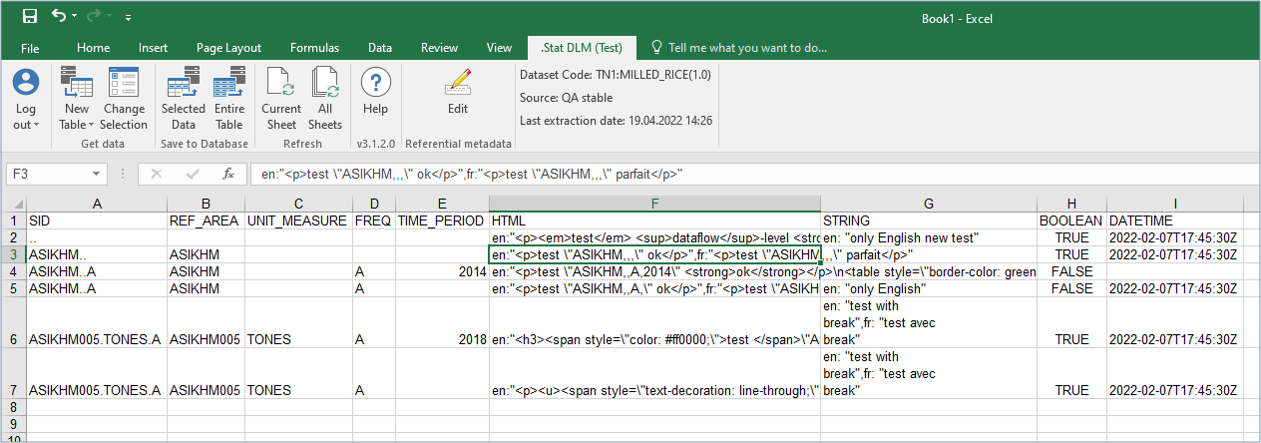 Book1 - Excel
File Home Insert Page Layout Formulas Data Review View .Stat DLM (Test) Tell me what you want to do...
Log out
New Table
Change Selection
Get data
Selected Data
Entire Table
Save to Database
Current Sheet
All Sheets
Refresh
? Help
v3.1.2.0
Edit
Referential metadata
Dataset Code: TN1:MILLED_RICE(1.0)
Source: QA stable
Last extraction date: 19.04.2022 14:26
F3 fx en:"<p>test \"ASIKHM,,,\" ok</p>",fr:"<p>test \"ASIKHM,,,\" parfait</p>"
A B C D E F G H I
1 SID REF_AREA UNIT_MEASURE FREQ TIME_PERIOD HTML STRING BOOLEAN DATETIME
2 .. en:"<p><em>test</em> <sup>dataflow</sup>-level <stro en: "only English new test" TRUE 2022-02-07T17:45:30Z
3 ASIKHM.. ASIKHM en:"<p>test \"ASIKHM,,,\" ok</p>",fr:"<p>test \"ASIKHM,,,\" parfait</p>" TRUE 2022-02-07T17:45:30Z
4 ASIKHM..A ASIKHM A 2014 en:"<p>test \"ASIKHM,,A,2014\" <strong>ok</strong></p>\n<table style=\"border-color: green FALSE
5 ASIKHM..A ASIKHM A en:"<p>test \"ASIKHM,,A,\" ok</p>",fr:"<p>test \"ASIKH en: "only English" FALSE 2022-02-07T17:45:30Z
en: "test with
break",fr: "test avec
6 ASIKHM005.TONES.A ASIKHM005 TONES A 2018 en:"<h3><span style=\"color: #ff0000;\">test </span>\"A break" TRUE 2022-02-07T17:45:30Z
en: "test with
break",fr: "test avec
7 ASIKHM005.TONES.A ASIKHM005 TONES A en:"<p><u><span style=\"text-decoration: line-through;\" break" TRUE 2022-02-07T17:45:30Z
8
9
10